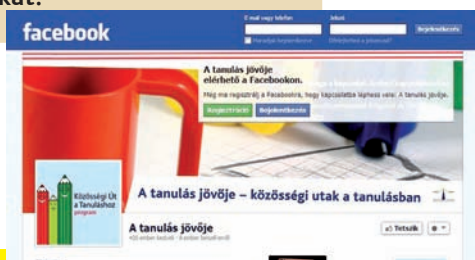 kat?
facebook
E-mail vagy telefon
Jelszó
Maradjak bejelentkezve
Elfelejtetted a jelszavad?
Bejelentkezés
A tanulás jövője
elérhető a Facebookon.
Még ma regisztrálj a Facebookra, hogy kapcsolatba léphess vele: A tanulás jövője.
Regisztráció
Bejelentkezés
Közösségi Út
a Tanuláshoz
program
A tanulás jövője – közösségi utak a tanulásban
A tanulás jövője
Tetszik